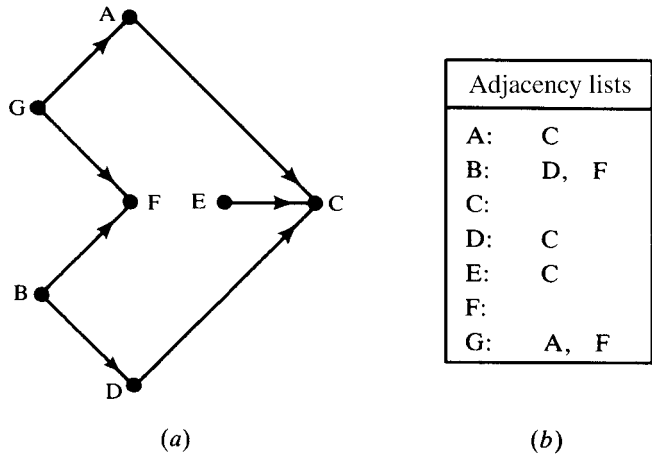 A
G
F
E
C
B
D
(a)
Adjacency lists
A: C
B: D, F
C:
D: C
E: C
F:
G: A, F
(b)